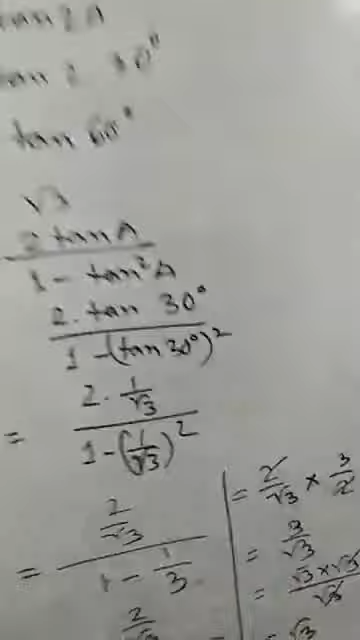 tan 2A
tan 2 30°
tan 60°
√3
2 tan A
1 - tan² A
2. tan 30°
1 - (tan 30°)²
2 · 1/√3
=
1 - (1/√3)²
2/√3
=
1 - 1/3
2/√3
= 2/√3 × 3/2
= 3/√3
= √3 × √3/√3
= √3